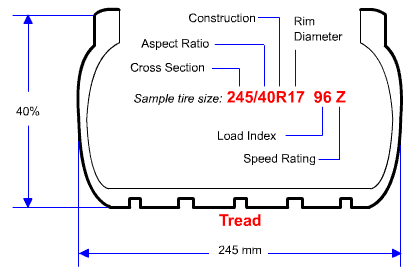 Construction
Rim
Diameter
Aspect Ratio
Cross Section
Sample tire size: 245/40R17 96 Z
40%
Load Index
Speed Rating
Tread
245 mm